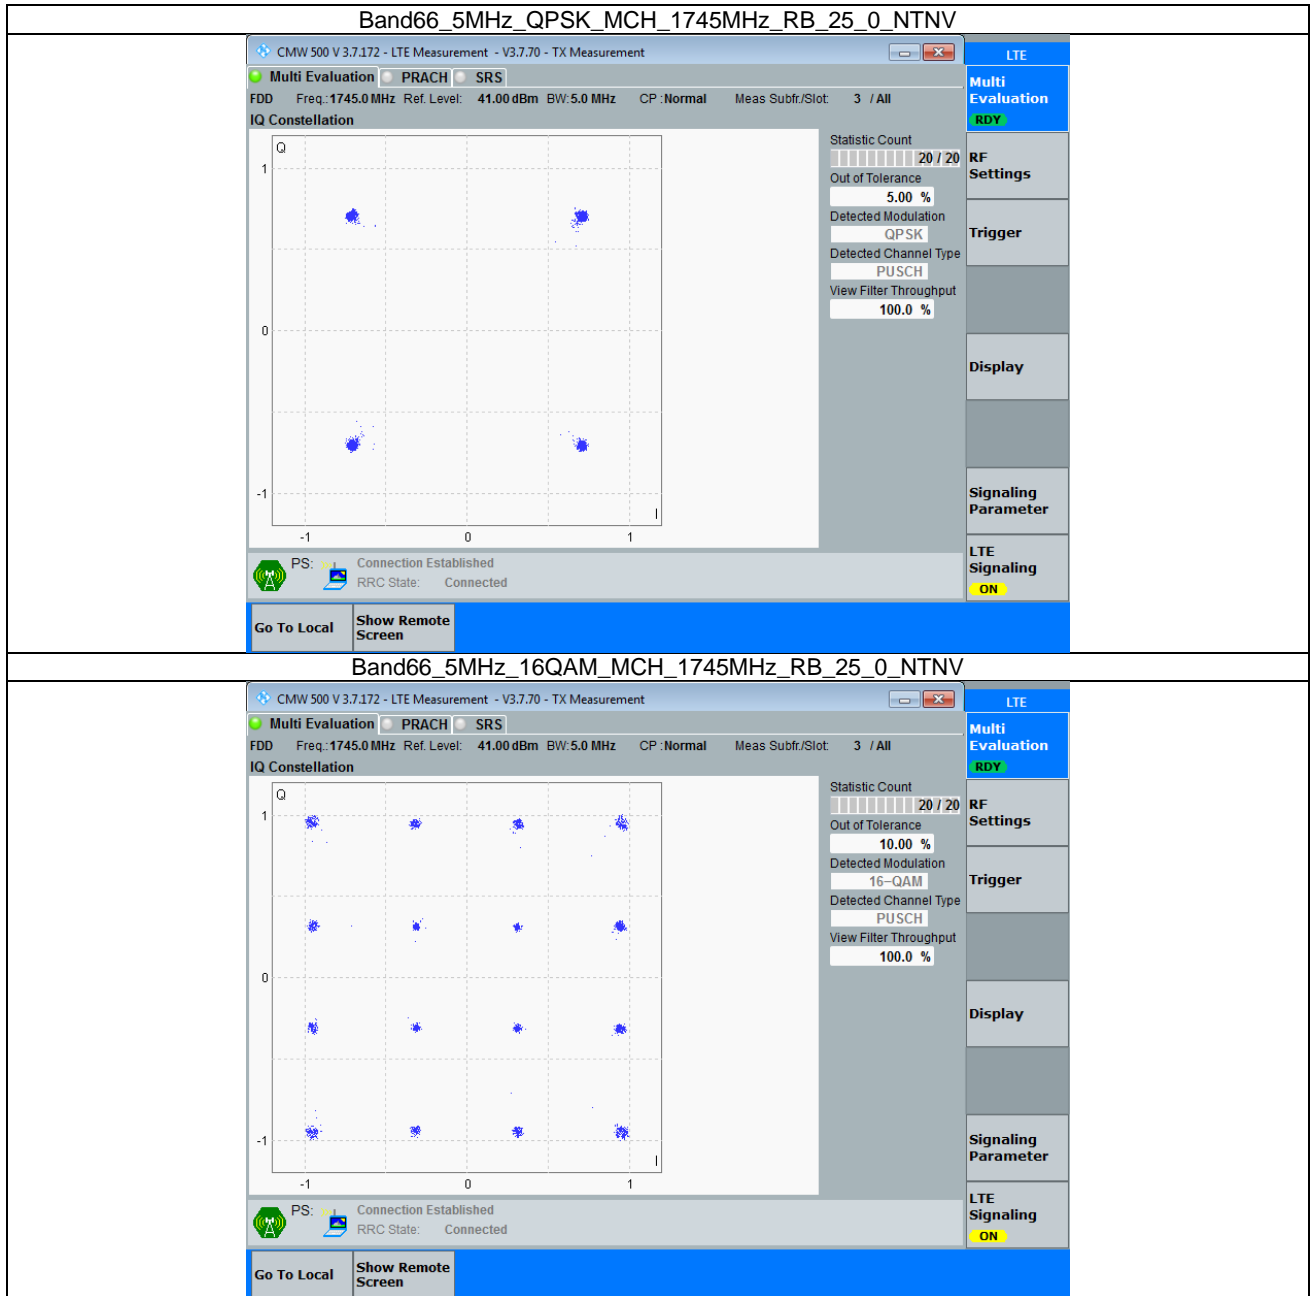 Band66_5MHz_QPSK_MCH_1745MHz_RB_25_0_NTNV
CMW 500 V 3.7.172 - LTE Measurement - V3.7.70 - TX Measurement
LTE
Multi Evaluation PRACH SRS
Multi
Evaluation
RDY
FDD Freq.:1745.0 MHz Ref. Level: 41.00 dBm BW:5.0 MHz CP :Normal Meas Subfr./Slot: 3 / All
IQ Constellation
Q
1
0
-1
-1 0 1
I
Statistic Count
20 / 20
Out of Tolerance
5.00 %
Detected Modulation
QPSK
Detected Channel Type
PUSCH
View Filter Throughput
100.0 %
RF
Settings
Trigger
Display
Signaling
Parameter
LTE
Signaling
ON
PS: Connection Established
RRC State: Connected
Go To Local
Show Remote
Screen
Band66_5MHz_16QAM_MCH_1745MHz_RB_25_0_NTNV
CMW 500 V 3.7.172 - LTE Measurement - V3.7.70 - TX Measurement
LTE
Multi Evaluation PRACH SRS
Multi
Evaluation
RDY
FDD Freq.:1745.0 MHz Ref. Level: 41.00 dBm BW:5.0 MHz CP :Normal Meas Subfr./Slot: 3 / All
IQ Constellation
Q
1
0
-1
-1 0 1
I
Statistic Count
20 / 20
Out of Tolerance
10.00 %
Detected Modulation
16-QAM
Detected Channel Type
PUSCH
View Filter Throughput
100.0 %
RF
Settings
Trigger
Display
Signaling
Parameter
LTE
Signaling
ON
PS: Connection Established
RRC State: Connected
Go To Local
Show Remote
Screen